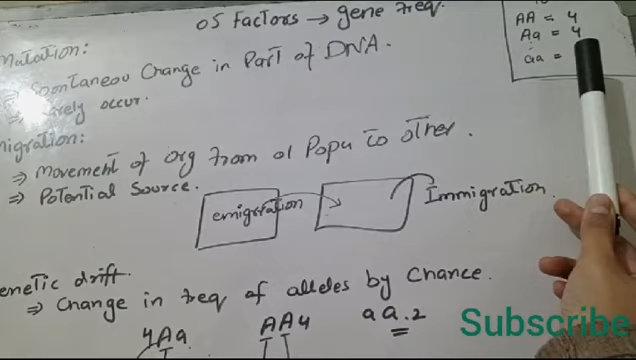 05 Factors → gene freq.
AA = 4
Aa = 4
aa =
Mutation:
⇒ Spontaneou Change in Part of DNA.
⇒ rarely occur.
migration:
⇒ movement of org from 01 Popu to other.
⇒ Potential Source.
emigration
Immigration.
enetic drift.
⇒ Change in freq of alleles by Chance.
4Aa
AA4
aa.2
Subscribe